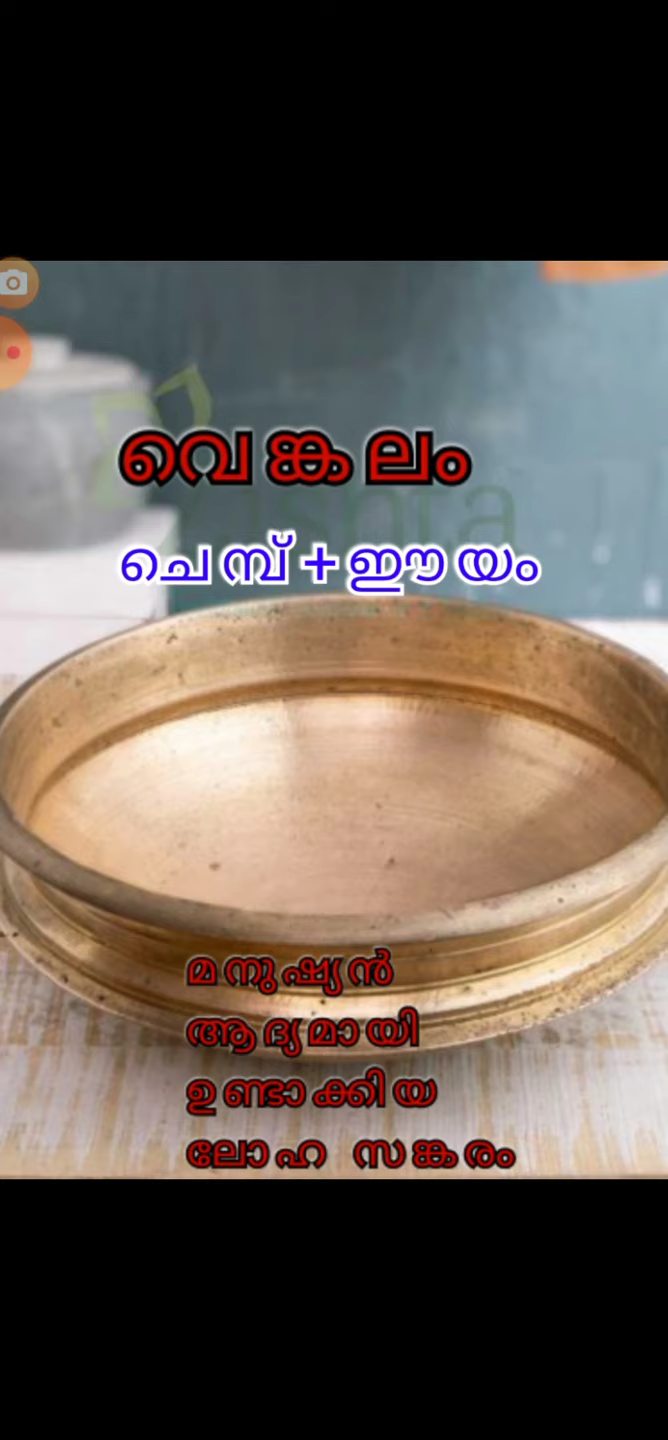 വെങ്കലം
ചെമ്പ്+ഈയം
മനുഷ്യൻ
ആദ്യമായി
ഉണ്ടാക്കിയ
ലോഹ സങ്കരം